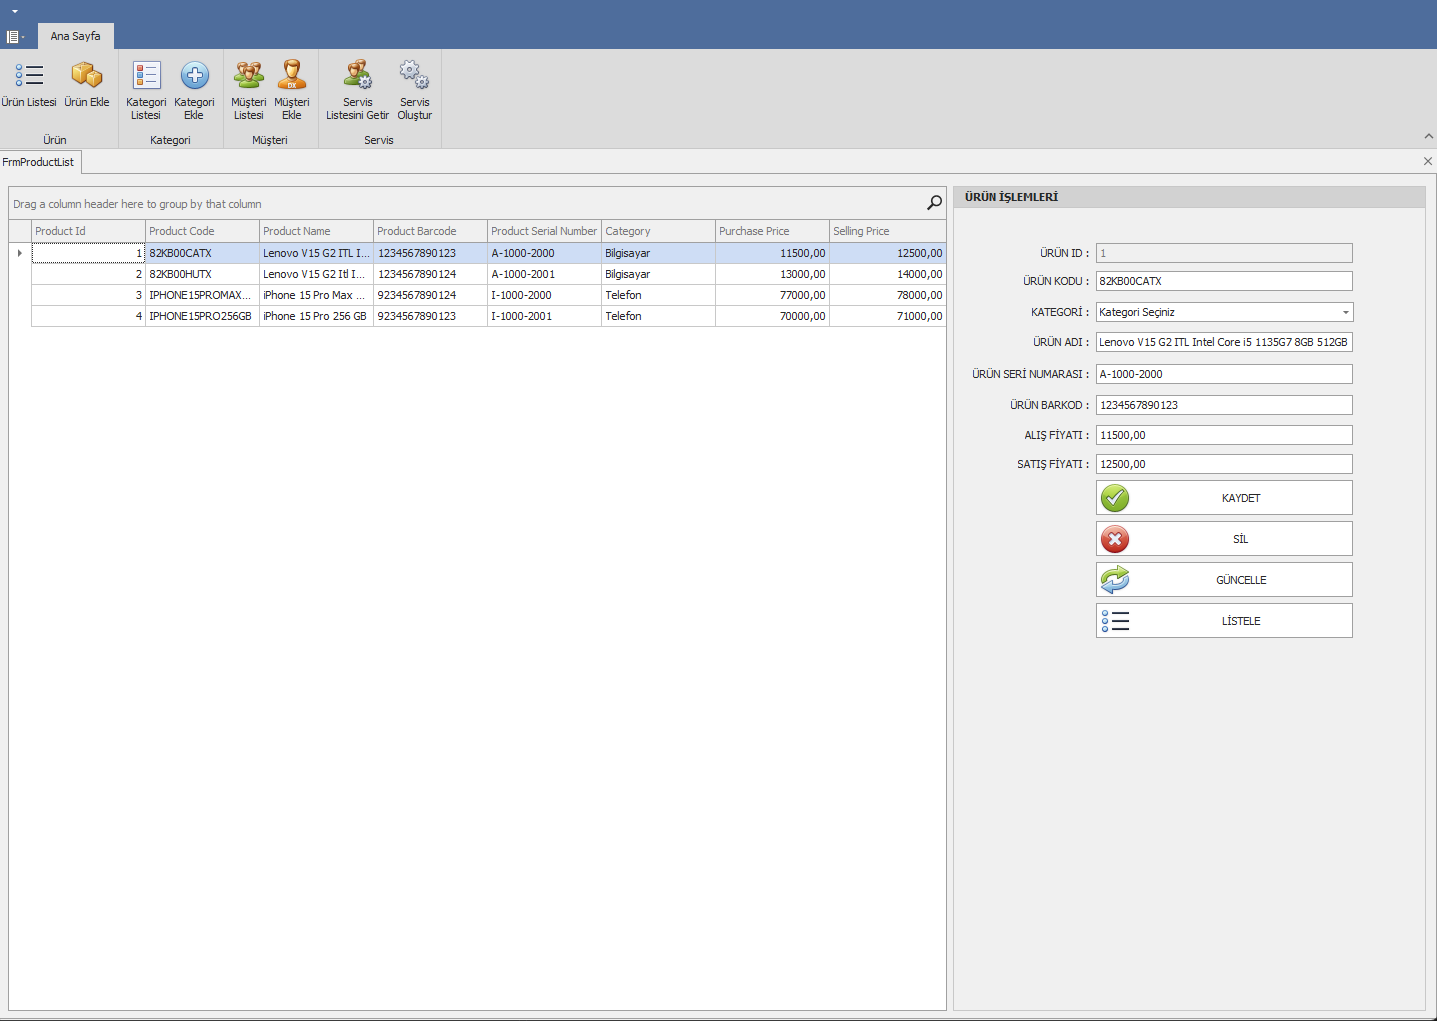 Ana Sayfa
Ürün Listesi Ürün Ekle
Kategori Listesi
Kategori Ekle
Müşteri Listesi
Müşteri Ekle
Servis Listesini Getir
Servis Oluştur
Ürün Kategori Müşteri Servis
FrmProductList
Drag a column header here to group by that column
Product Id Product Code Product Name Product Barcode Product Serial Number Category Purchase Price Selling Price
1 82KB00CATX Lenovo V15 G2 ITL I... 1234567890123 A-1000-2000 Bilgisayar 11500,00 12500,00
2 82KB00HUTX Lenovo V15 G2 Itl I... 1234567890124 A-1000-2001 Bilgisayar 13000,00 14000,00
3 IPHONE15PROMAX... iPhone 15 Pro Max ... 9234567890124 I-1000-2000 Telefon 77000,00 78000,00
4 IPHONE15PRO256GB iPhone 15 Pro 256 GB 9234567890123 I-1000-2001 Telefon 70000,00 71000,00
ÜRÜN İŞLEMLERİ
ÜRÜN ID : 1
ÜRÜN KODU : 82KB00CATX
KATEGORİ : Kategori Seçiniz
ÜRÜN ADI : Lenovo V15 G2 ITL Intel Core i5 1135G7 8GB 512GB
ÜRÜN SERİ NUMARASI : A-1000-2000
ÜRÜN BARKOD : 1234567890123
ALIŞ FİYATI : 11500,00
SATIŞ FİYATI : 12500,00
KAYDET
SİL
GÜNCELLE
LİSTELE